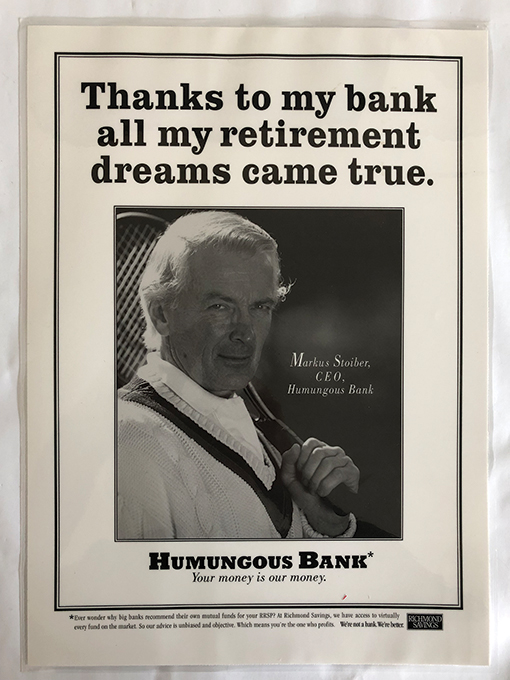 Thanks to my bank
all my retirement
dreams came true.
Markus Stoiber,
CEO,
Humungous Bank
HUMUNGOUS BANK*
Your money is our money.
*Ever wonder why big banks recommend their own mutual funds for your RRSP? At Richmond Savings, we have access to virtually
every fund on the market. So our advice is unbiased and objective. Which means you're the one who profits. We're not a bank. We're better.
RICHMOND
SAVINGS